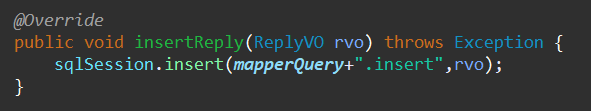 @Override
public void insertReply(ReplyVO rvo) throws Exception {
    sqlSession.insert(mapperQuery+".insert",rvo);
}